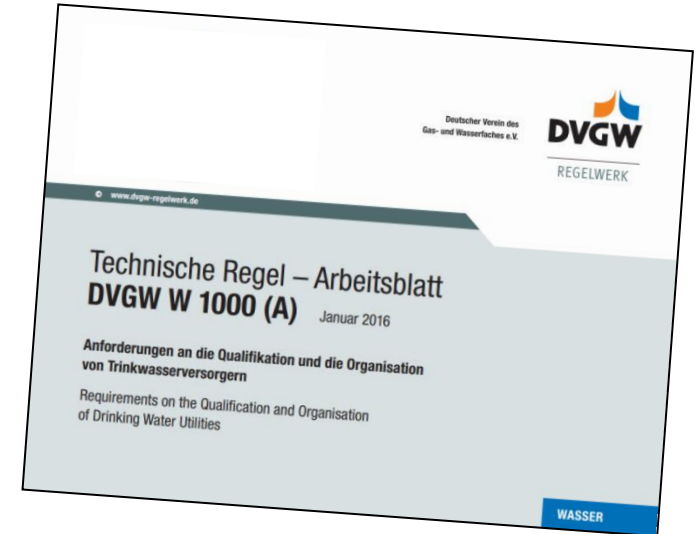 Deutscher Verein des
Gas- und Wasserfaches e.V.
DVGW
REGELWERK
© www.dvgw-regelwerk.de
Technische Regel – Arbeitsblatt
DVGW W 1000 (A) Januar 2016
Anforderungen an die Qualifikation und die Organisation
von Trinkwasserversorgern
Requirements on the Qualification and Organisation
of Drinking Water Utilities
WASSER